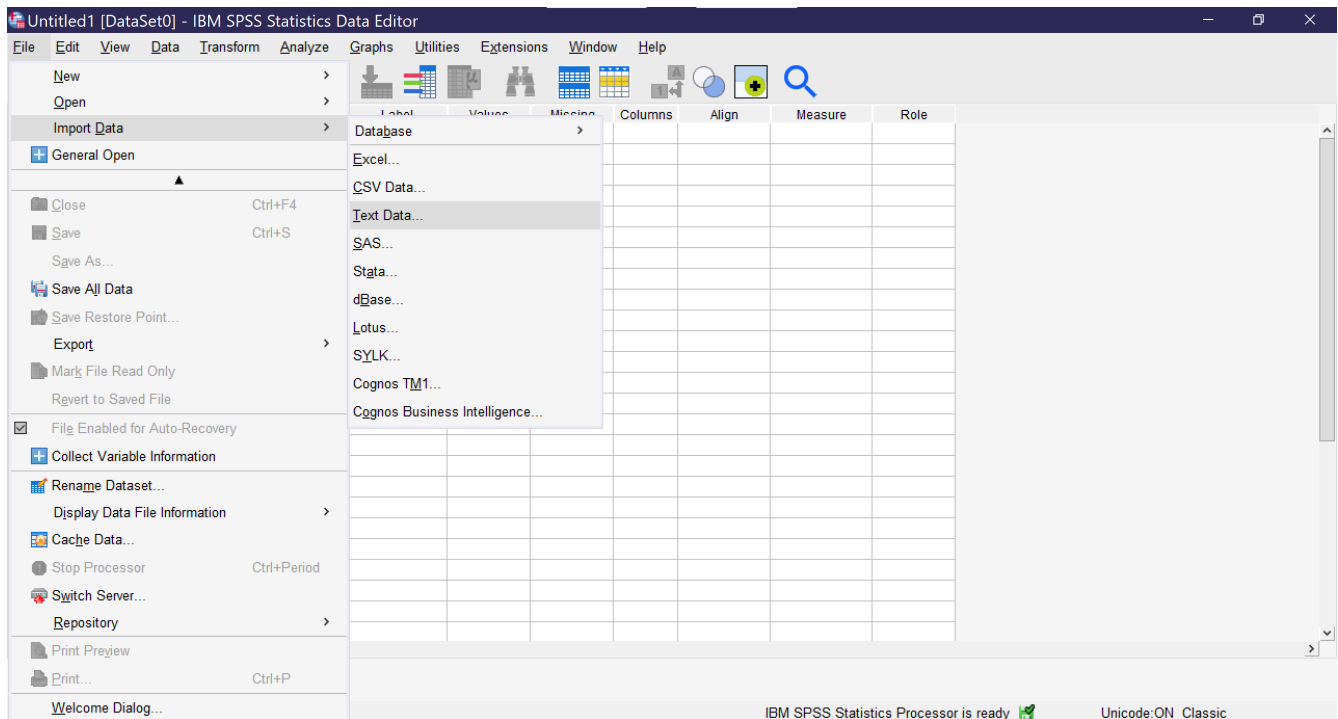 Untitled1 [DataSet0] - IBM SPSS Statistics Data Editor
File Edit View Data Transform Analyze Graphs Utilities Extensions Window Help
New
Open
Import Data
General Open
Close Ctrl+F4
Save Ctrl+S
Save As...
Save All Data
Save Restore Point...
Export
Mark File Read Only
Revert to Saved File
File Enabled for Auto-Recovery
Collect Variable Information
Rename Dataset...
Display Data File Information
Cache Data...
Stop Processor Ctrl+Period
Switch Server...
Repository
Print Preview
Print... Ctrl+P
Welcome Dialog...
Label Values Missing Columns Align Measure Role
Database
Excel...
CSV Data...
Text Data...
SAS...
Stata...
dBase...
Lotus...
SYLK...
Cognos TM1...
Cognos Business Intelligence...
IBM SPSS Statistics Processor is ready Unicode:ON Classic